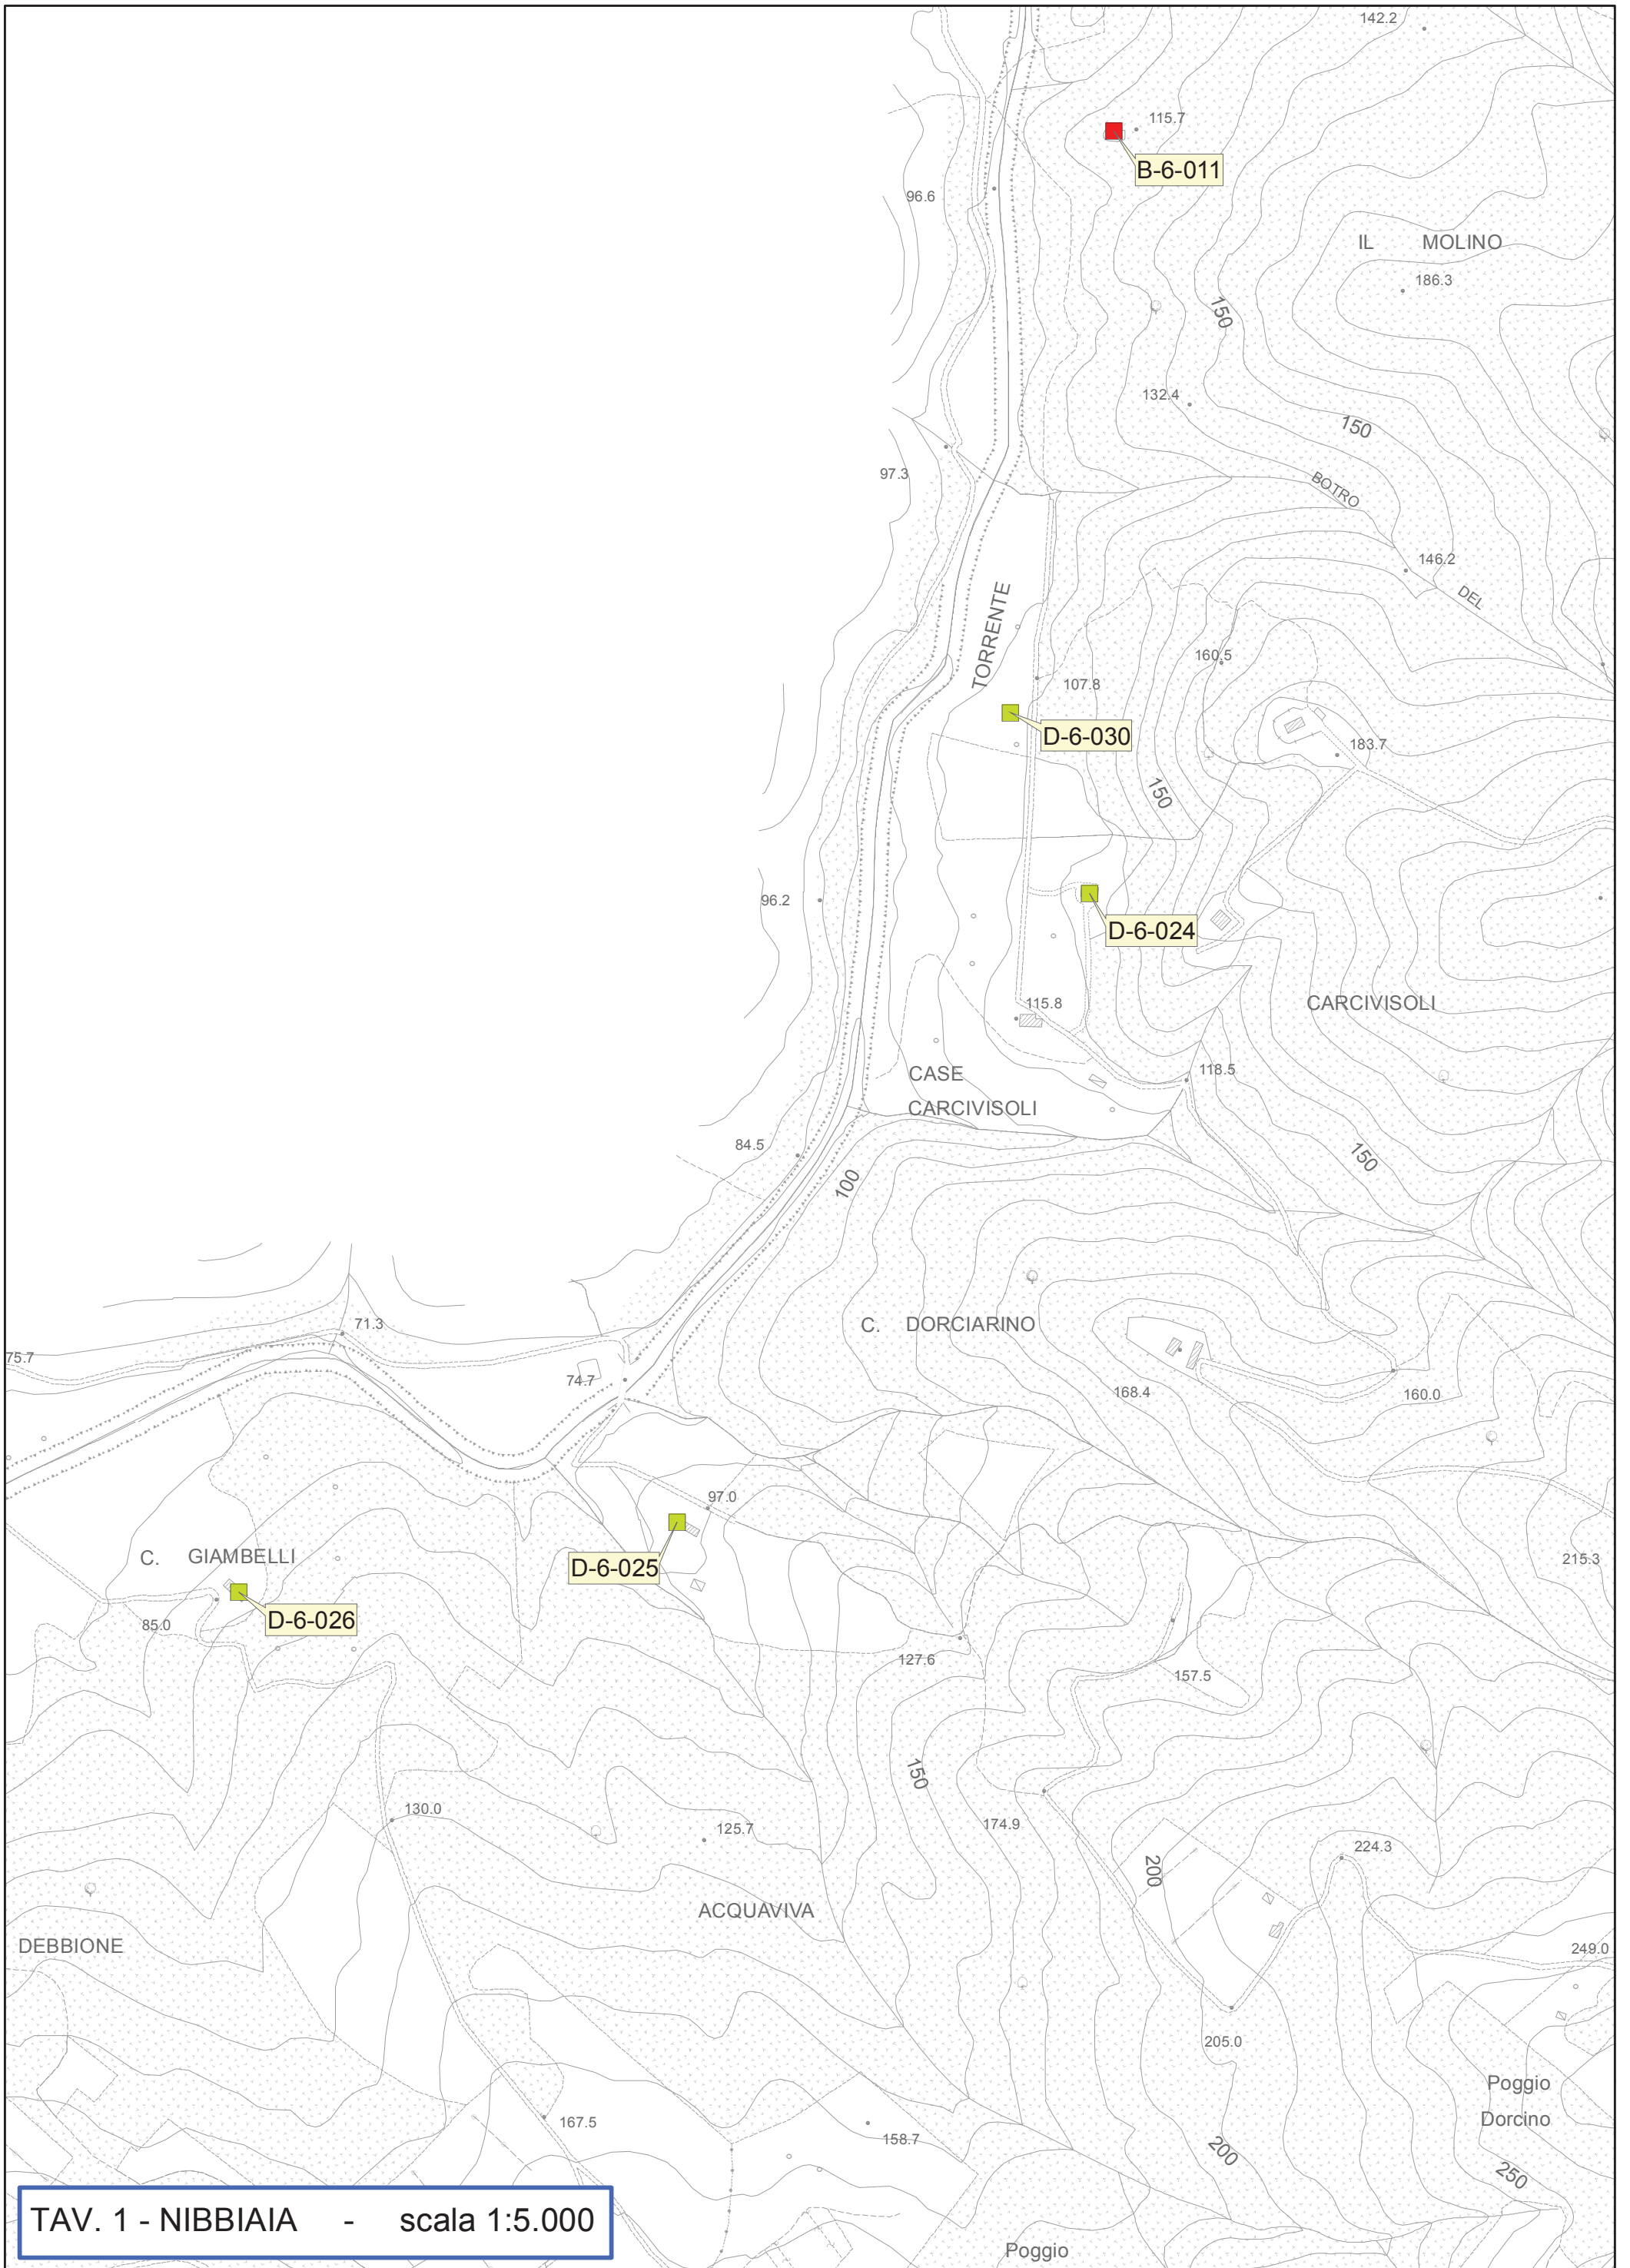 142.2
115.7
B-6-011
96.6
IL MOLINO
186.3
150
132.4
150
97.3
BOTRO
146.2
DEL
TORRENTE
160.5
107.8
D-6-030
183.7
150
96.2
D-6-024
115.8
CARCIVISOLI
CASE
118.5
CARCIVISOLI
84.5
150
100
C. DORCIARINO
71.3
75.7
74.7
168.4
160.0
97.0
C. GIAMBELLI
D-6-025
215.3
D-6-026
85.0
127.6
157.5
150
130.0
174.9
125.7
224.3
200
ACQUAVIVA
DEBBIONE
249.0
205.0
Poggio
Dorcino
167.5
158.7
200
250
TAV. 1 - NIBBIAIA - scala 1:5.000
Poggio